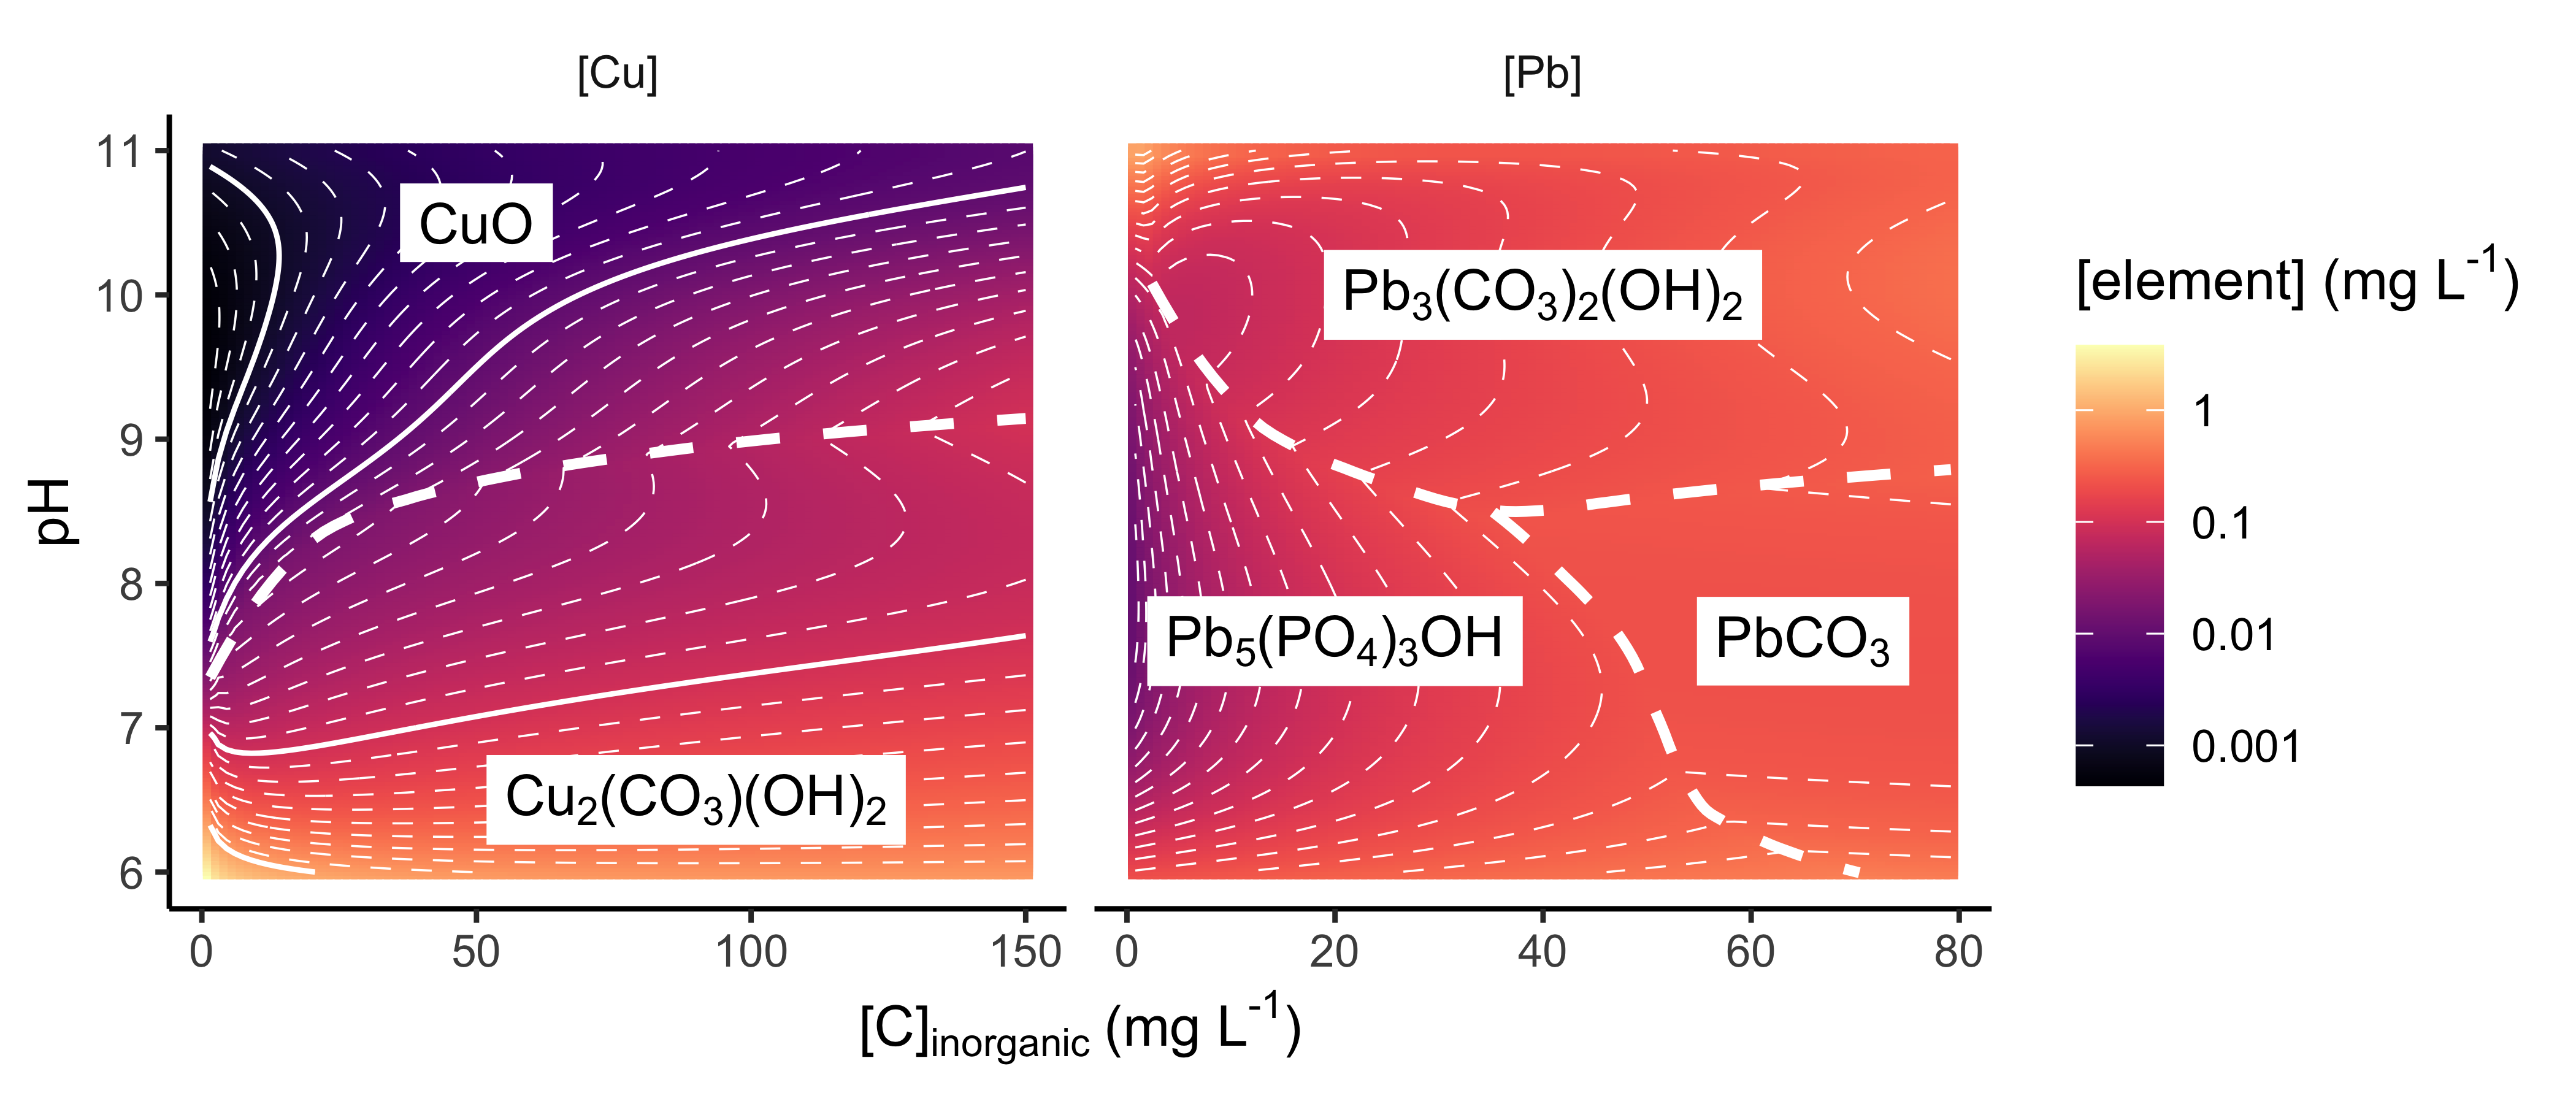 [Cu]
[Pb]
11
10
9
8
7
6
pH
CuO
Cu₂(CO₃)(OH)₂
Pb₃(CO₃)₂(OH)₂
Pb₅(PO₄)₃OH
PbCO₃
0 50 100 150
0 20 40 60 80
[C]inorganic (mg L⁻¹)
[element] (mg L⁻¹)
1
0.1
0.01
0.001